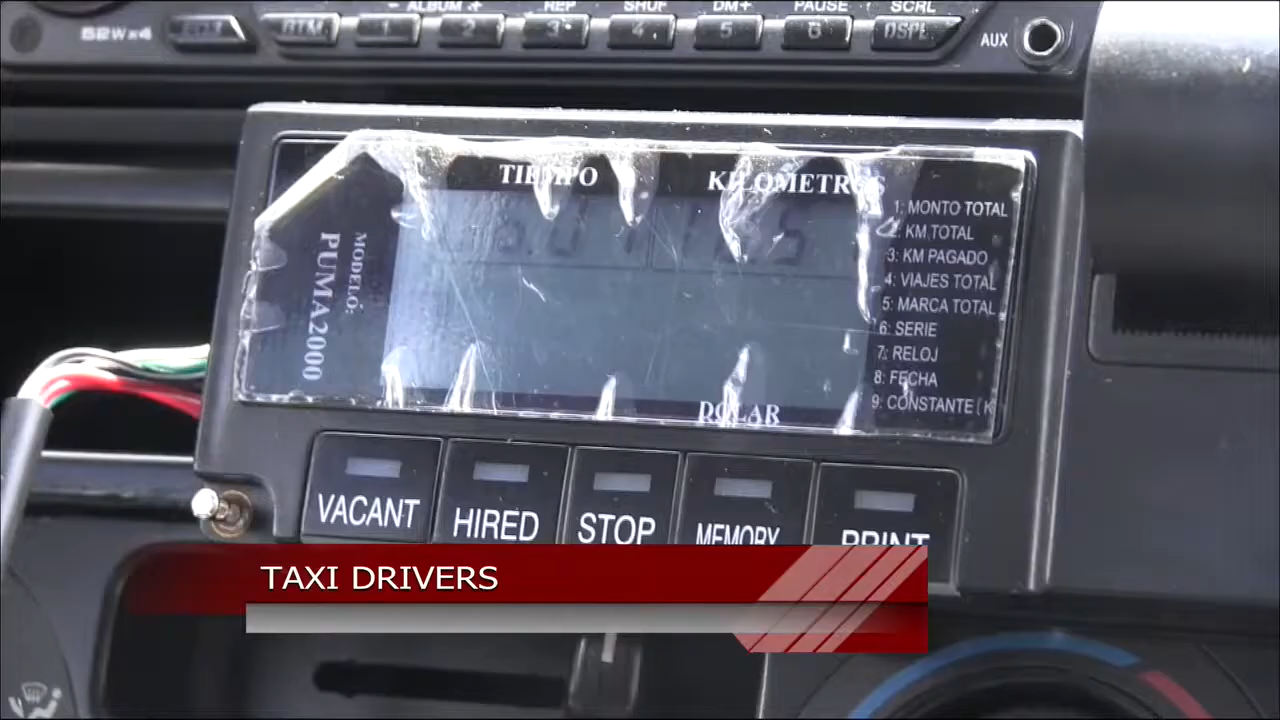 ALBUM +
REP
SHUF
DM+
PAUSE
SCRL
52W×4
BTM
1
2
3
4
5
6
DSPL
AUX
TIEMPO
KILOMETROS
MODELO:
PUMA2000
1: MONTO TOTAL
2: KM TOTAL
3: KM PAGADO
4: VIAJES TOTAL
5: MARCA TOTAL
6: SERIE
7: RELOJ
8: FECHA
9: CONSTANTE (K
DOLAR
VACANT
HIRED
STOP
MEMORY
PRINT
TAXI DRIVERS